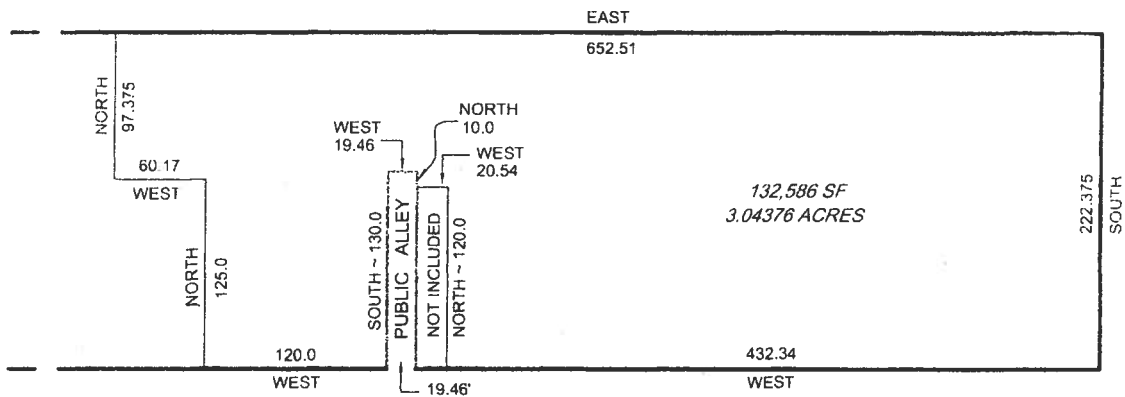 EAST
652.51
NORTH
97.375
NORTH
10.0
WEST
19.46
WEST
20.54
60.17
WEST
132,586 SF
3.04376 ACRES
222.375
SOUTH
SOUTH ~ 130.0
PUBLIC ALLEY
NOT INCLUDED
NORTH ~ 120.0
NORTH
125.0
120.0
WEST
432.34
WEST
19.46'